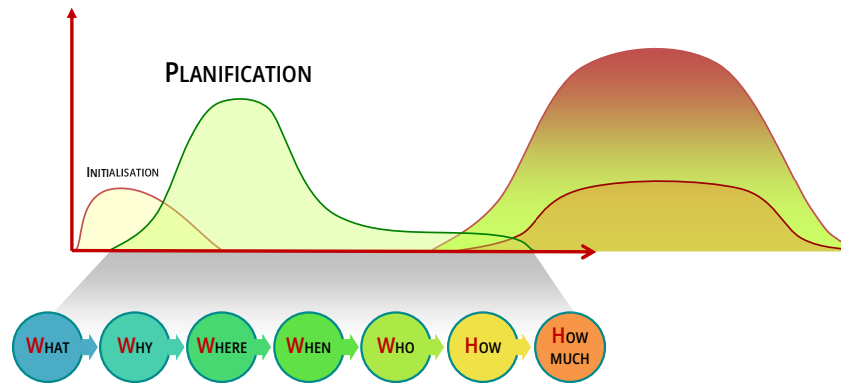 PLANIFICATION
INITIALISATION
WHAT
WHY
WHERE
WHEN
WHO
HOW
HOW
MUCH